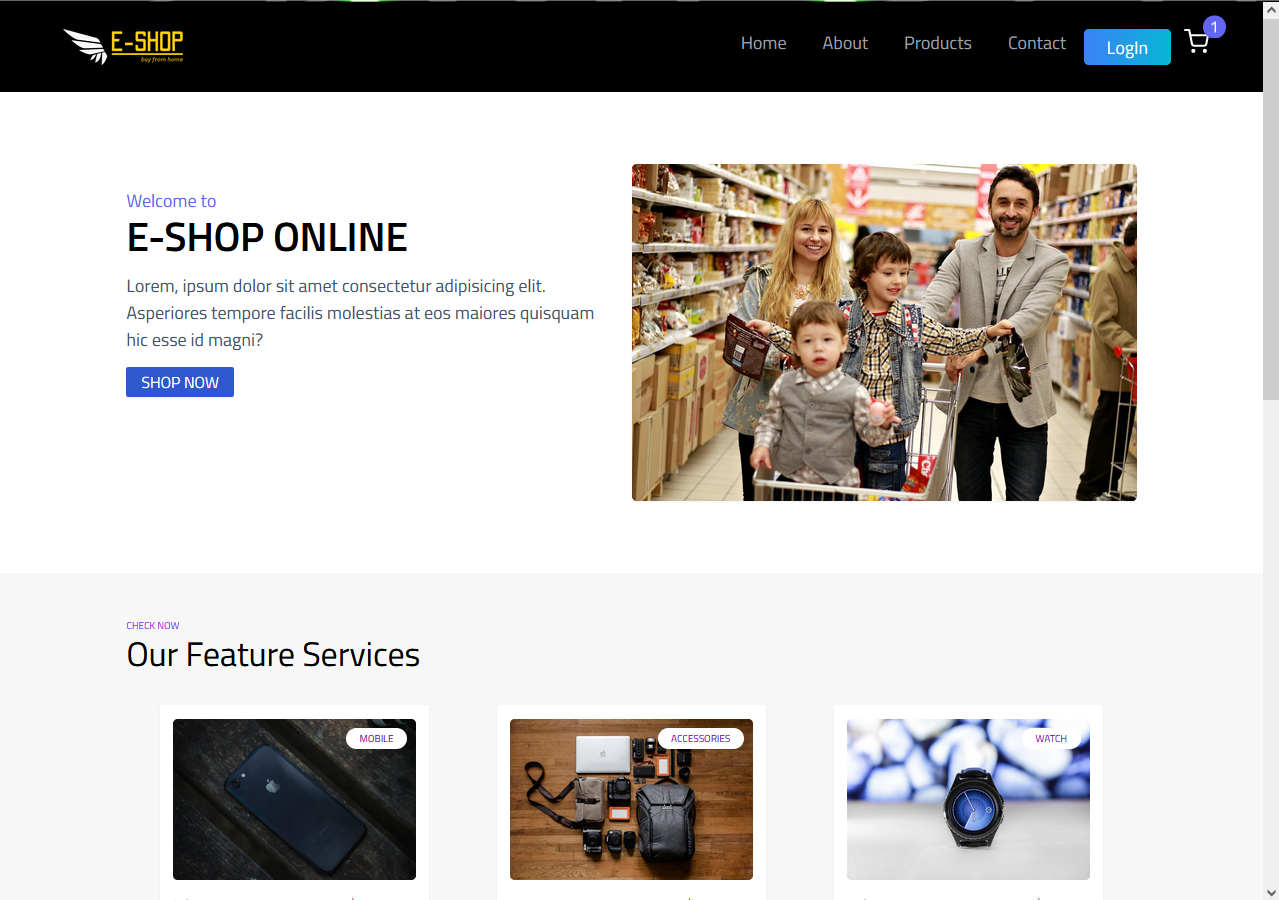 E-SHOP
buy from home
Home
About
Products
Contact
LogIn
1
Welcome to
E-SHOP ONLINE
Lorem, ipsum dolor sit amet consectetur adipisicing elit.
Asperiores tempore facilis molestias at eos maiores quisquam
hic esse id magni?
SHOP NOW
CHECK NOW
Our Feature Services
MOBILE
ACCESSORIES
WATCH